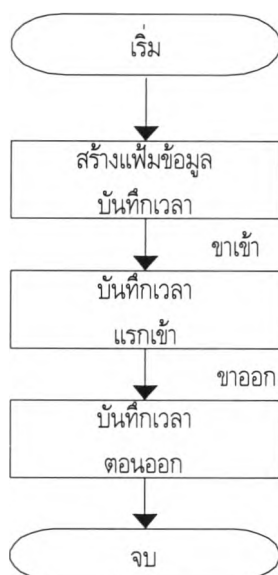 เริ่ม
สร้างแฟ้มข้อมูล
บันทึกเวลา
ขาเข้า
บันทึกเวลา
แรกเข้า
ขาออก
บันทึกเวลา
ตอนออก
จบ